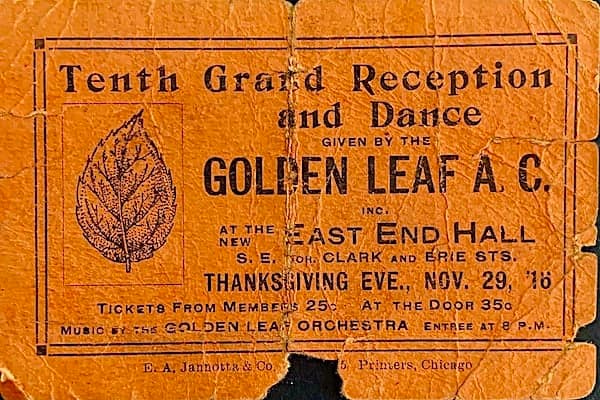 Tenth Grand Reception
and Dance
GIVEN BY THE
GOLDEN LEAF A. C.
INC.
AT THE NEW EAST END HALL
S. E. COR. CLARK AND ERIE STS.
THANKSGIVING EVE., NOV. 29, '16
TICKETS FROM MEMBERS 25c AT THE DOOR 35c
MUSIC BY THE GOLDEN LEAF ORCHESTRA ENTREE AT 8 P.M.
E. A. Jannotta & Co. 5 Printers, Chicago